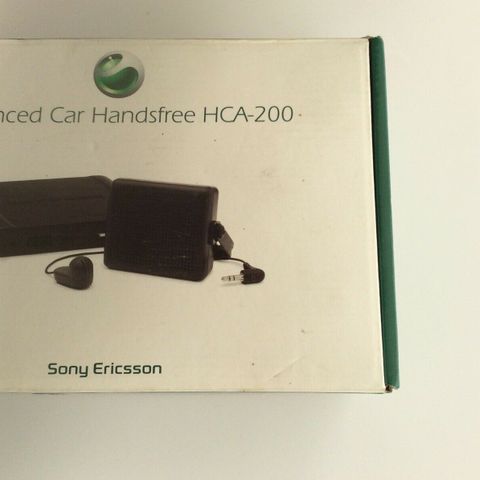 nced Car Handsfree HCA-200
Sony Ericsson